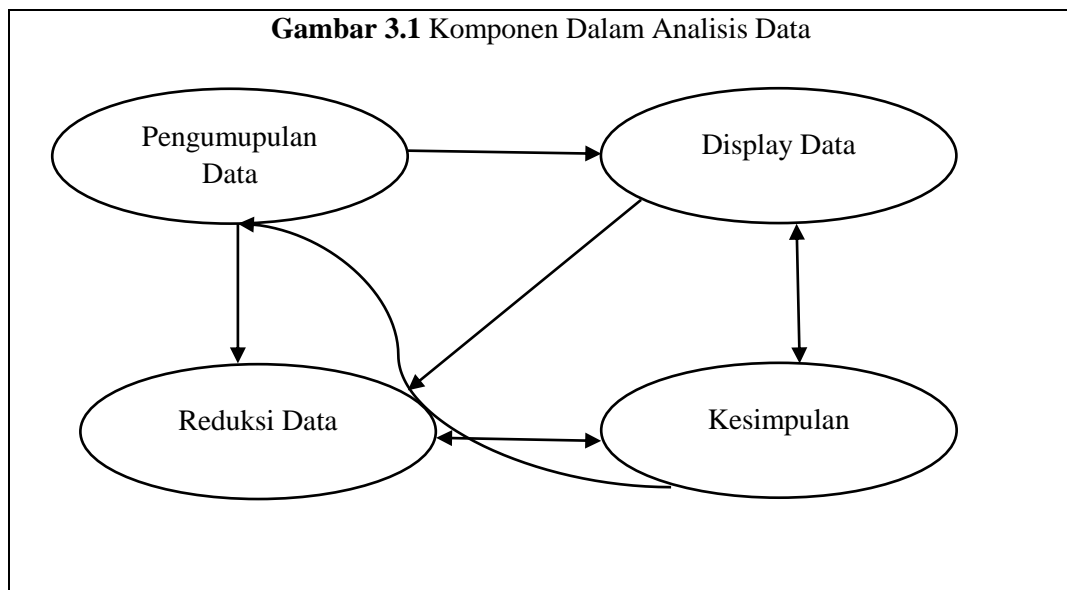 Gambar 3.1 Komponen Dalam Analisis Data
Pengumupulan
Data
Display Data
Reduksi Data
Kesimpulan